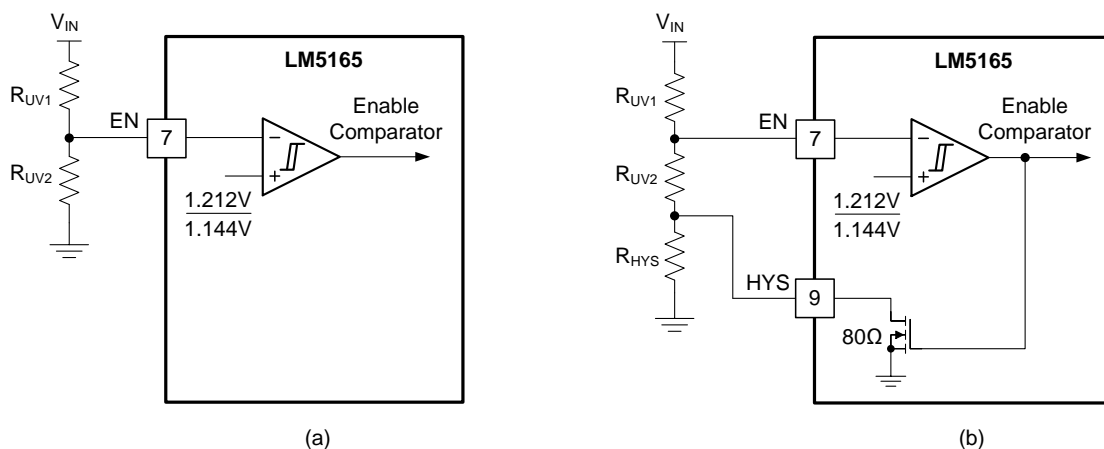 V_IN
LM5165
R_UV1
EN
7
Enable
Comparator
−
+
R_UV2
1.212V
1.144V
(a)
V_IN
LM5165
R_UV1
EN
7
Enable
Comparator
−
+
R_UV2
1.212V
1.144V
R_HYS
HYS
9
80Ω
(b)